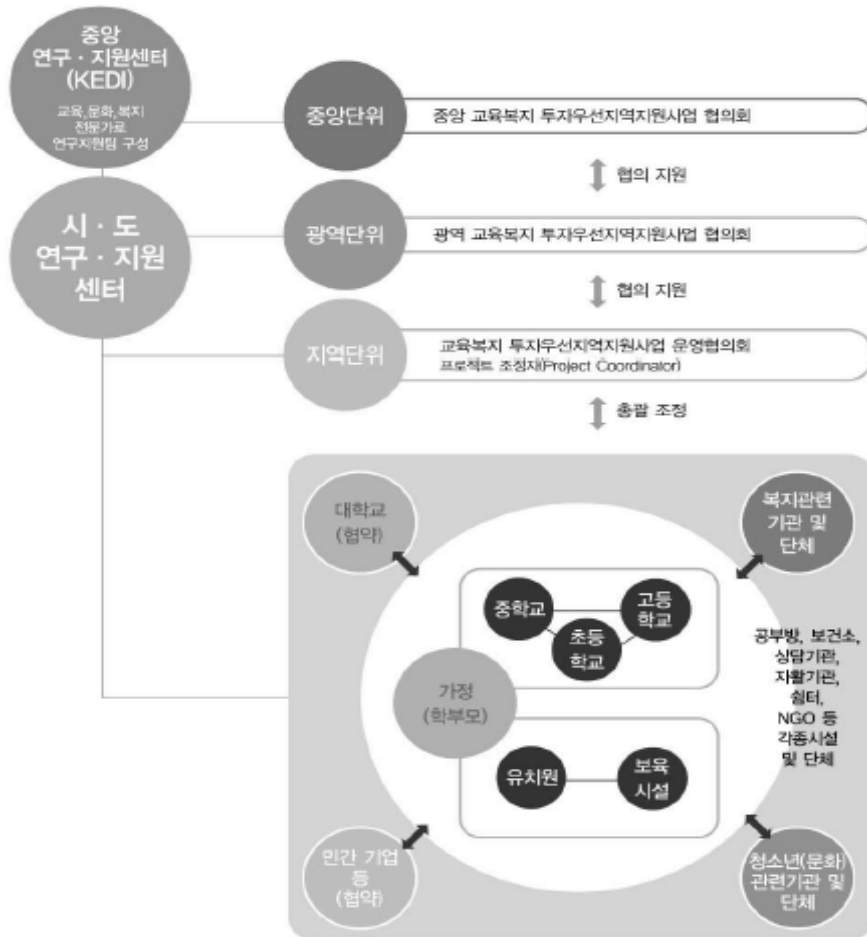 중앙
연구·지원센터
(KEDI)
교육,문화,복지
전문가로
연구지원팀 구성
중앙단위
중앙 교육복지 투자우선지역지원사업 협의회
협의 지원
시·도
연구·지원
센터
광역단위
광역 교육복지 투자우선지역지원사업 협의회
협의 지원
지역단위
교육복지 투자우선지역지원사업 운영협의회
프로젝트 조정자(Project Coordinator)
총괄 조정
대학교
(협약)
복지관련
기관 및
단체
중학교
고등
학교
초등
학교
가정
(학부모)
공부방, 보건소,
상담기관,
자활기관,
쉼터,
NGO 등
각종시설
및 단체
유치원
보육
시설
민간 기업
등
(협약)
청소년(문화)
관련기관 및
단체